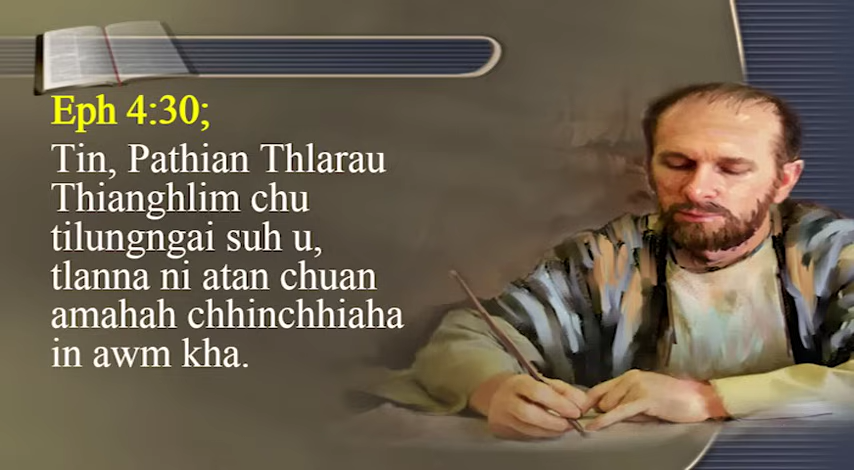 Eph 4:30;
Tin, Pathian Thlarau
Thianghlim chu
tilungngai suh u,
tlanna ni atan chuan
amahah chhinchhiaha
in awm kha.